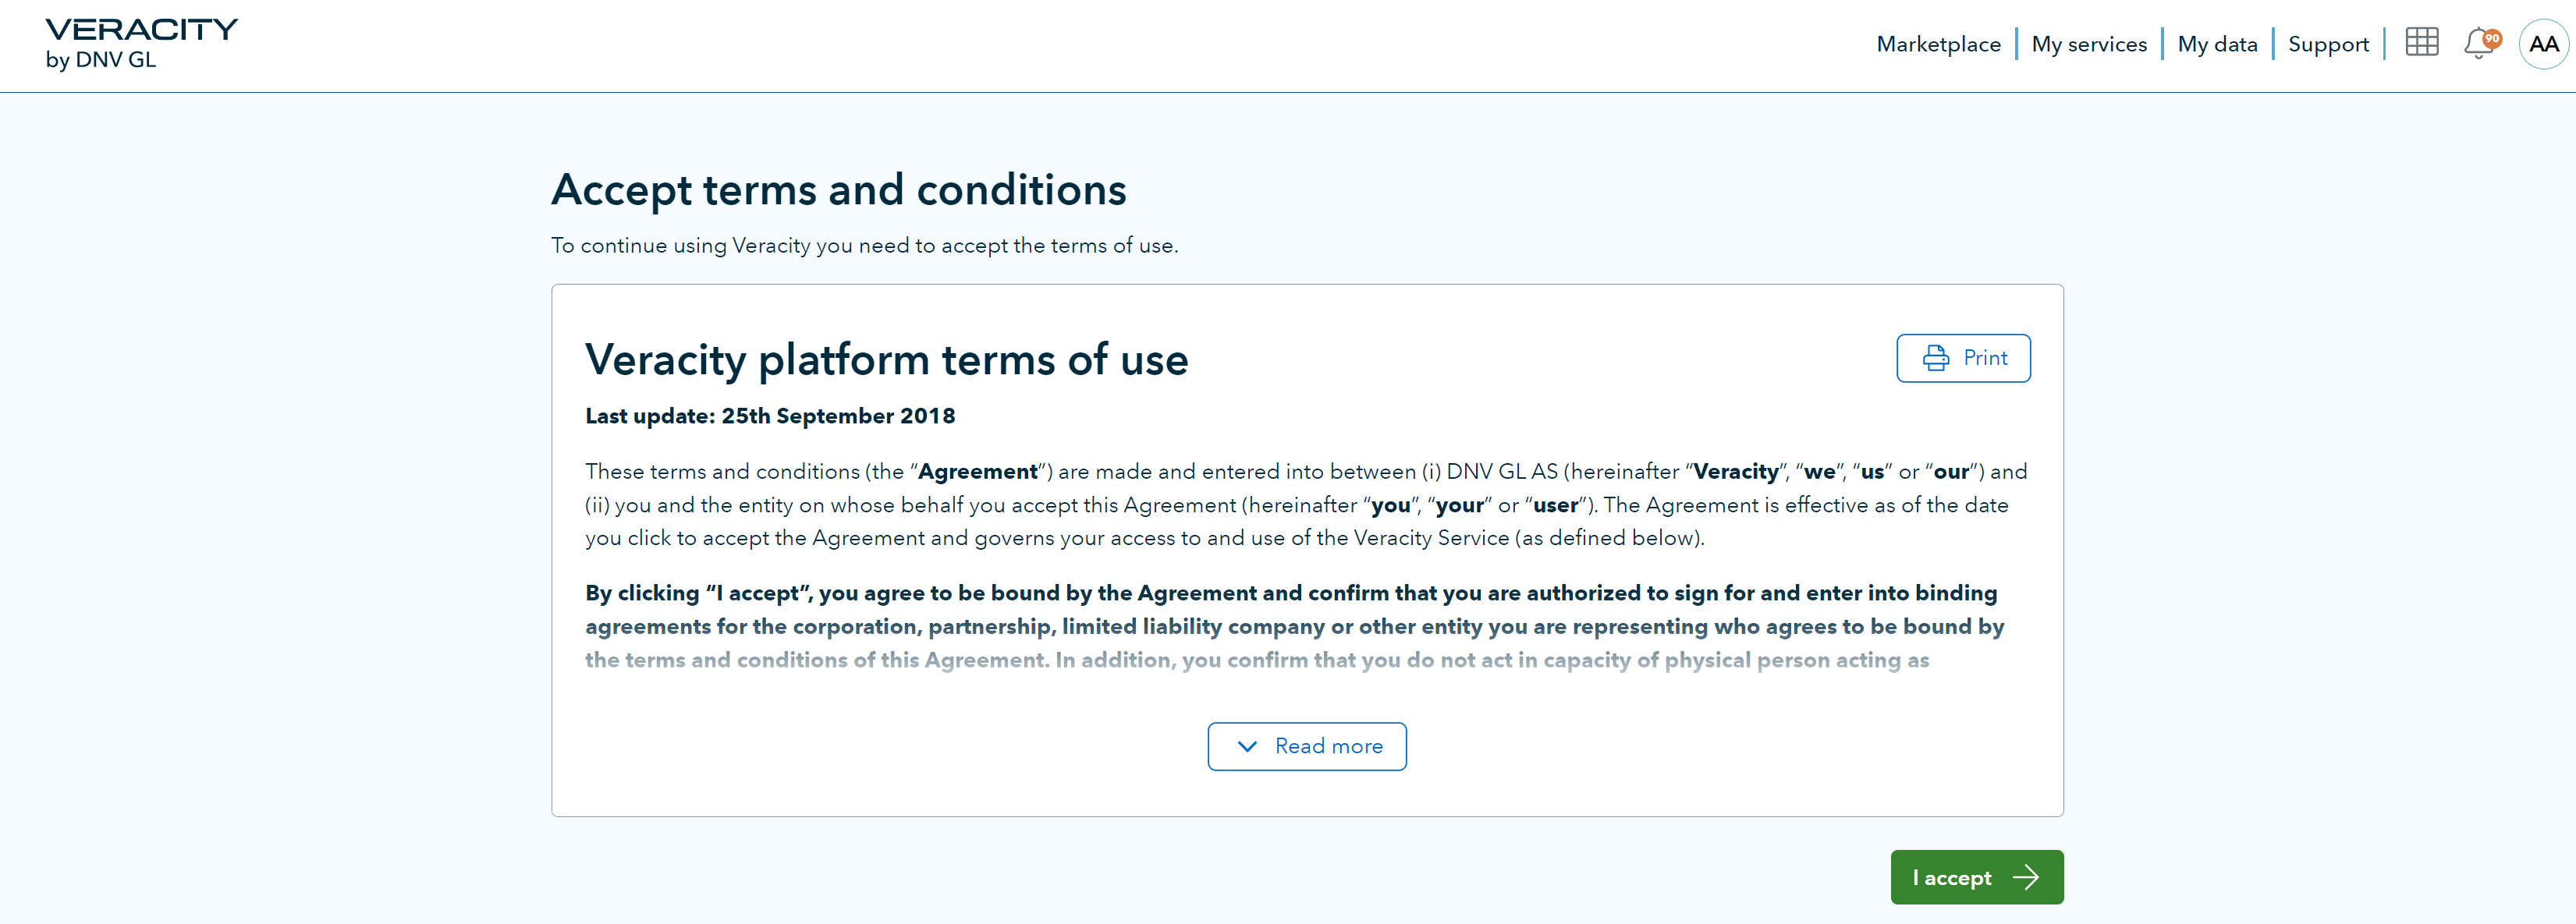 VERACITY
by DNV GL
Marketplace
My services
My data
Support
90
AA
Accept terms and conditions
To continue using Veracity you need to accept the terms of use.
Veracity platform terms of use
Print
Last update: 25th September 2018
These terms and conditions (the “Agreement”) are made and entered into between (i) DNV GL AS (hereinafter “Veracity”, “we”, “us” or “our”) and
(ii) you and the entity on whose behalf you accept this Agreement (hereinafter “you”, “your” or “user”). The Agreement is effective as of the date
you click to accept the Agreement and governs your access to and use of the Veracity Service (as defined below).
By clicking “I accept”, you agree to be bound by the Agreement and confirm that you are authorized to sign for and enter into binding
agreements for the corporation, partnership, limited liability company or other entity you are representing who agrees to be bound by
the terms and conditions of this Agreement. In addition, you confirm that you do not act in capacity of physical person acting as
Read more
I accept